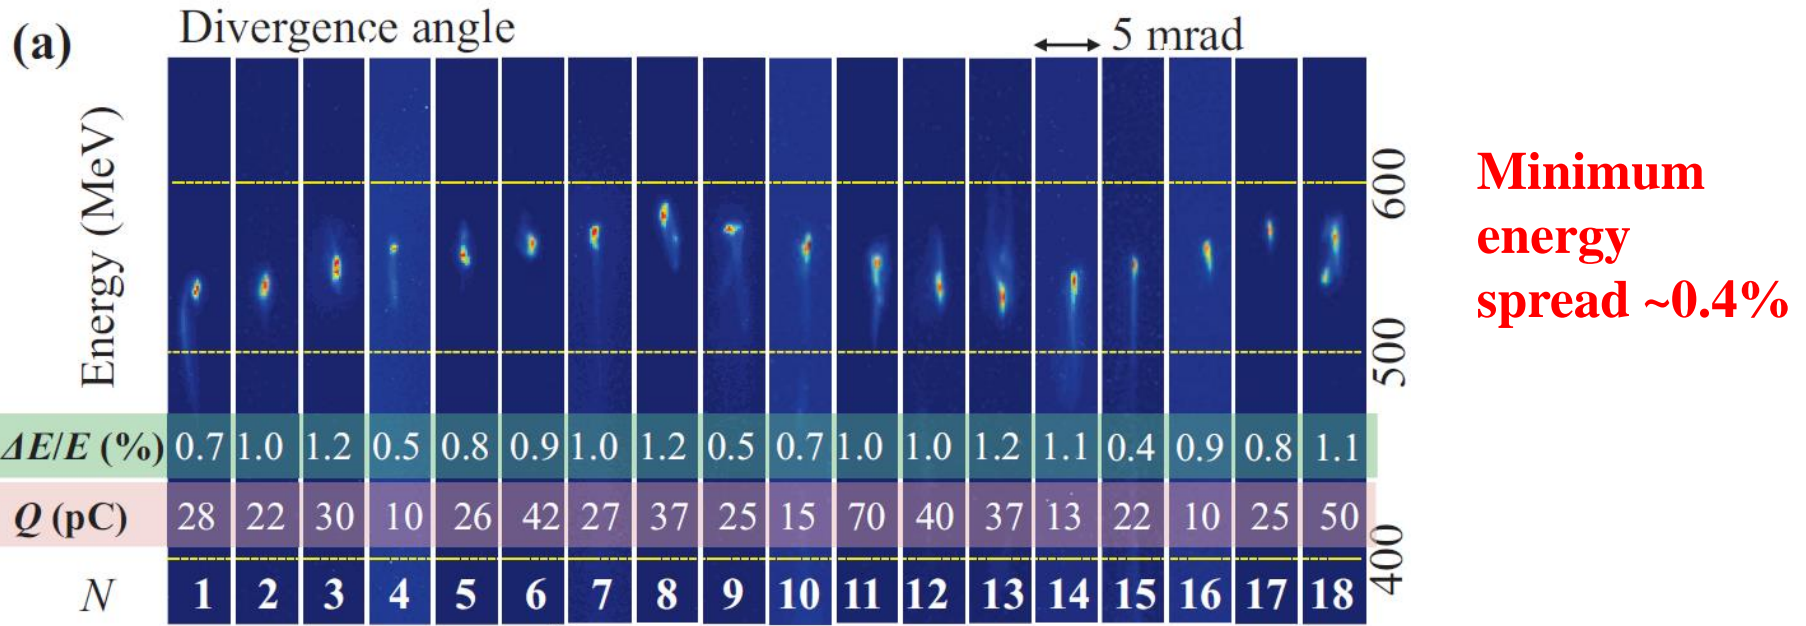 (a) Divergence angle 5 mrad
Energy (MeV)
600
500
400
Minimum
energy
spread ~0.4%
ΔE/E (%) 0.7 1.0 1.2 0.5 0.8 0.9 1.0 1.2 0.5 0.7 1.0 1.0 1.2 1.1 0.4 0.9 0.8 1.1
Q (pC) 28 22 30 10 26 42 27 37 25 15 70 40 37 13 22 10 25 50
N 1 2 3 4 5 6 7 8 9 10 11 12 13 14 15 16 17 18